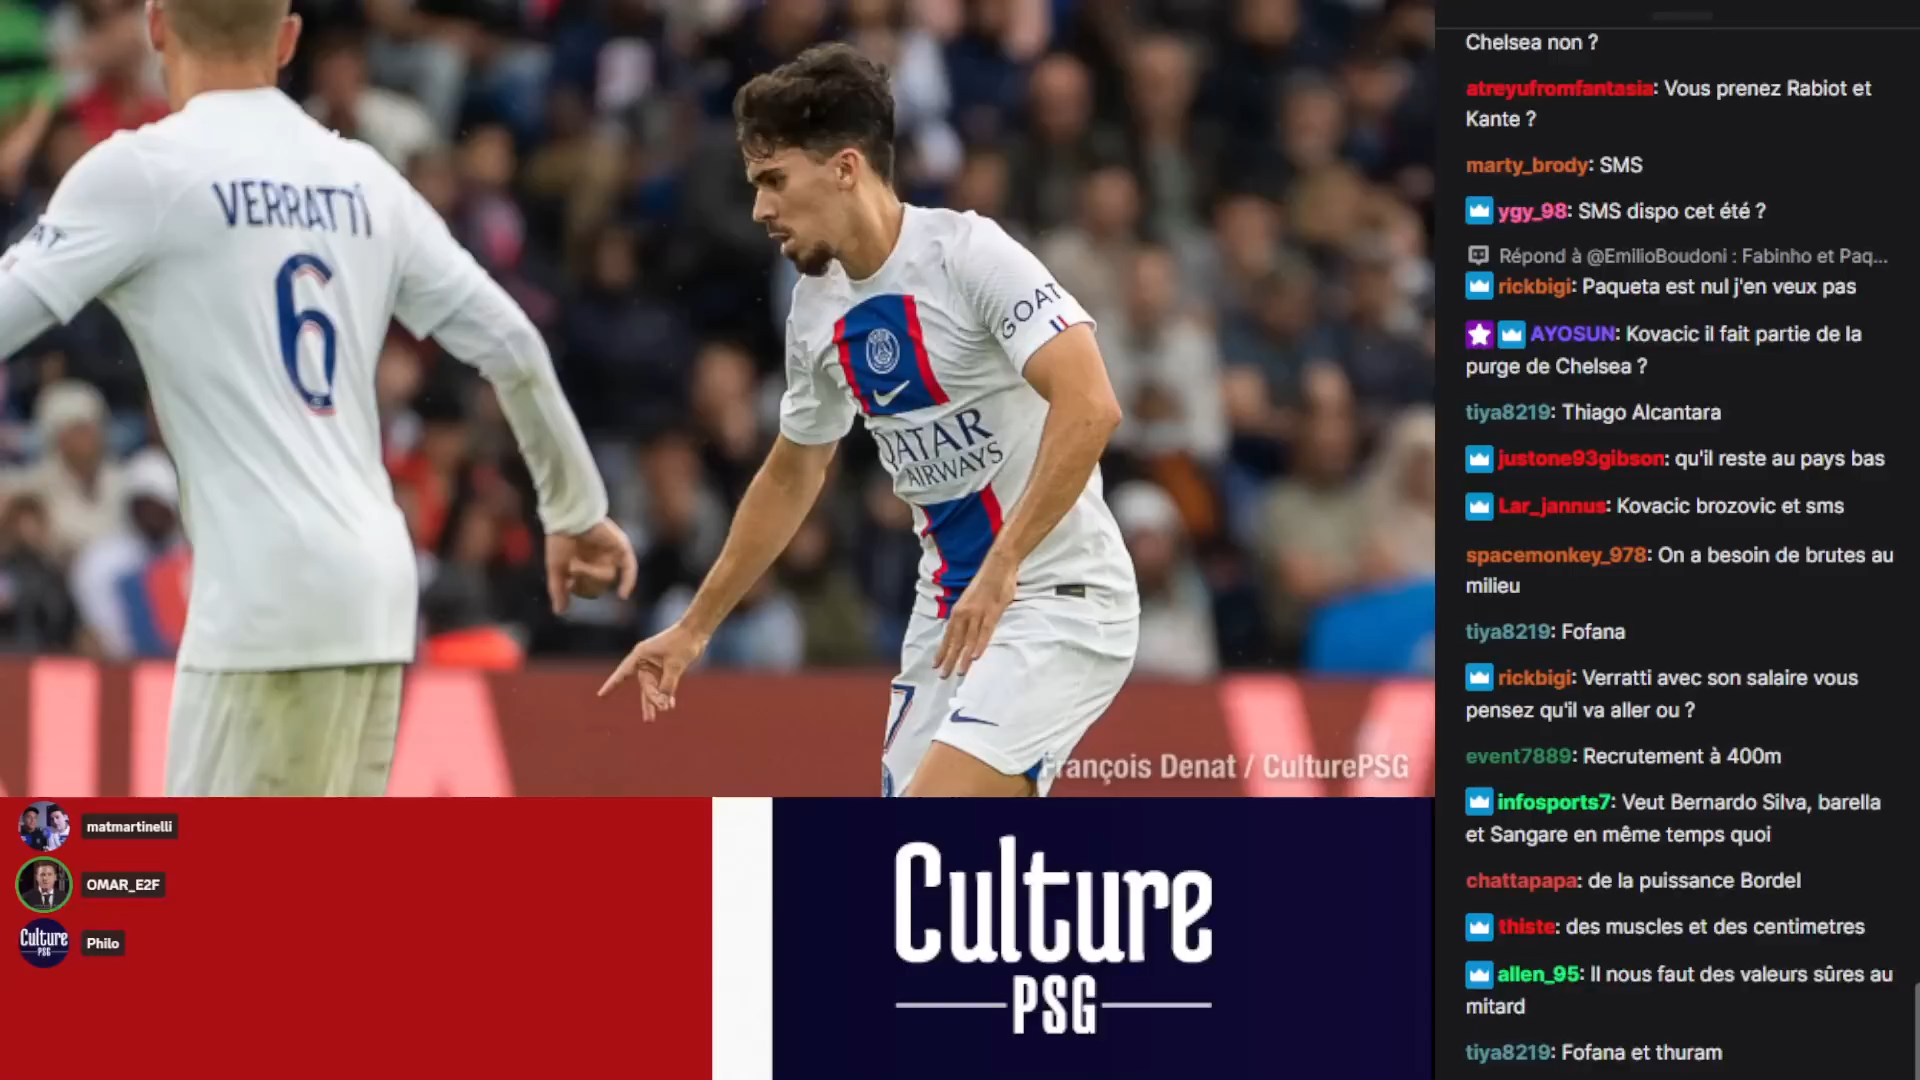 VERRATTI
6
AT
GOAT
QATAR
AIRWAYS
7
François Denat / CulturePSG
matmartinelli
OMAR_E2F
Culture
PSG
Philo
Culture
PSG
Chelsea non ?
atreyufromfantasia: Vous prenez Rabiot et
Kante ?
marty_brody: SMS
ygy_98: SMS dispo cet été ?
Répond à @EmilioBoudoni : Fabinho et Paq...
rickbigi: Paqueta est nul j'en veux pas
AYOSUN: Kovacic il fait partie de la
purge de Chelsea ?
tiya8219: Thiago Alcantara
justone93gibson: qu'il reste au pays bas
Lar_jannus: Kovacic brozovic et sms
spacemonkey_978: On a besoin de brutes au
milieu
tiya8219: Fofana
rickbigi: Verratti avec son salaire vous
pensez qu'il va aller ou ?
event7889: Recrutement à 400m
infosports7: Veut Bernardo Silva, barella
et Sangare en même temps quoi
chattapapa: de la puissance Bordel
thiste: des muscles et des centimetres
allen_95: Il nous faut des valeurs sûres au
mitard
tiya8219: Fofana et thuram